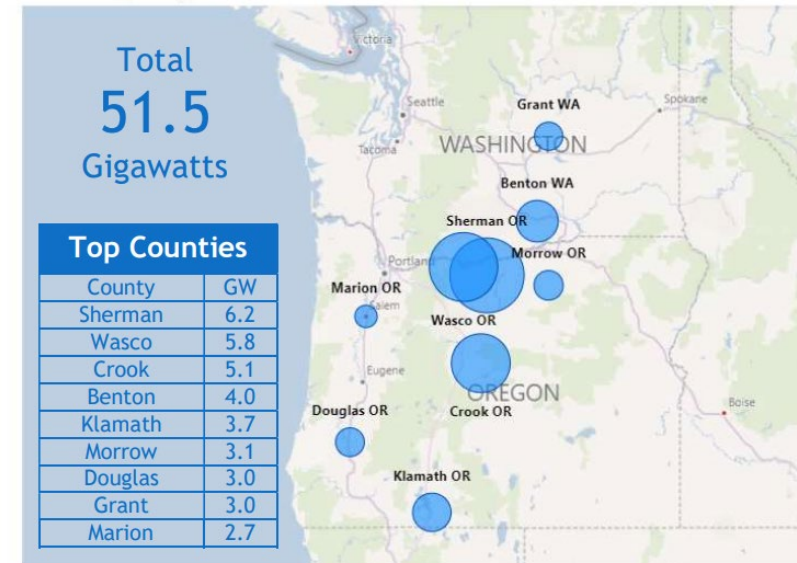 Total
51.5
Gigawatts
Top Counties
County GW
Sherman 6.2
Wasco 5.8
Crook 5.1
Benton 4.0
Klamath 3.7
Morrow 3.1
Douglas 3.0
Grant 3.0
Marion 2.7
Victoria
Seattle
Grant WA
Spokane
Tacoma
WASHINGTON
Benton WA
Sherman OR
Portland
Morrow OR
Marion OR
Salem
Wasco OR
Eugene
OREGON
Boise
Douglas OR
Crook OR
Klamath OR